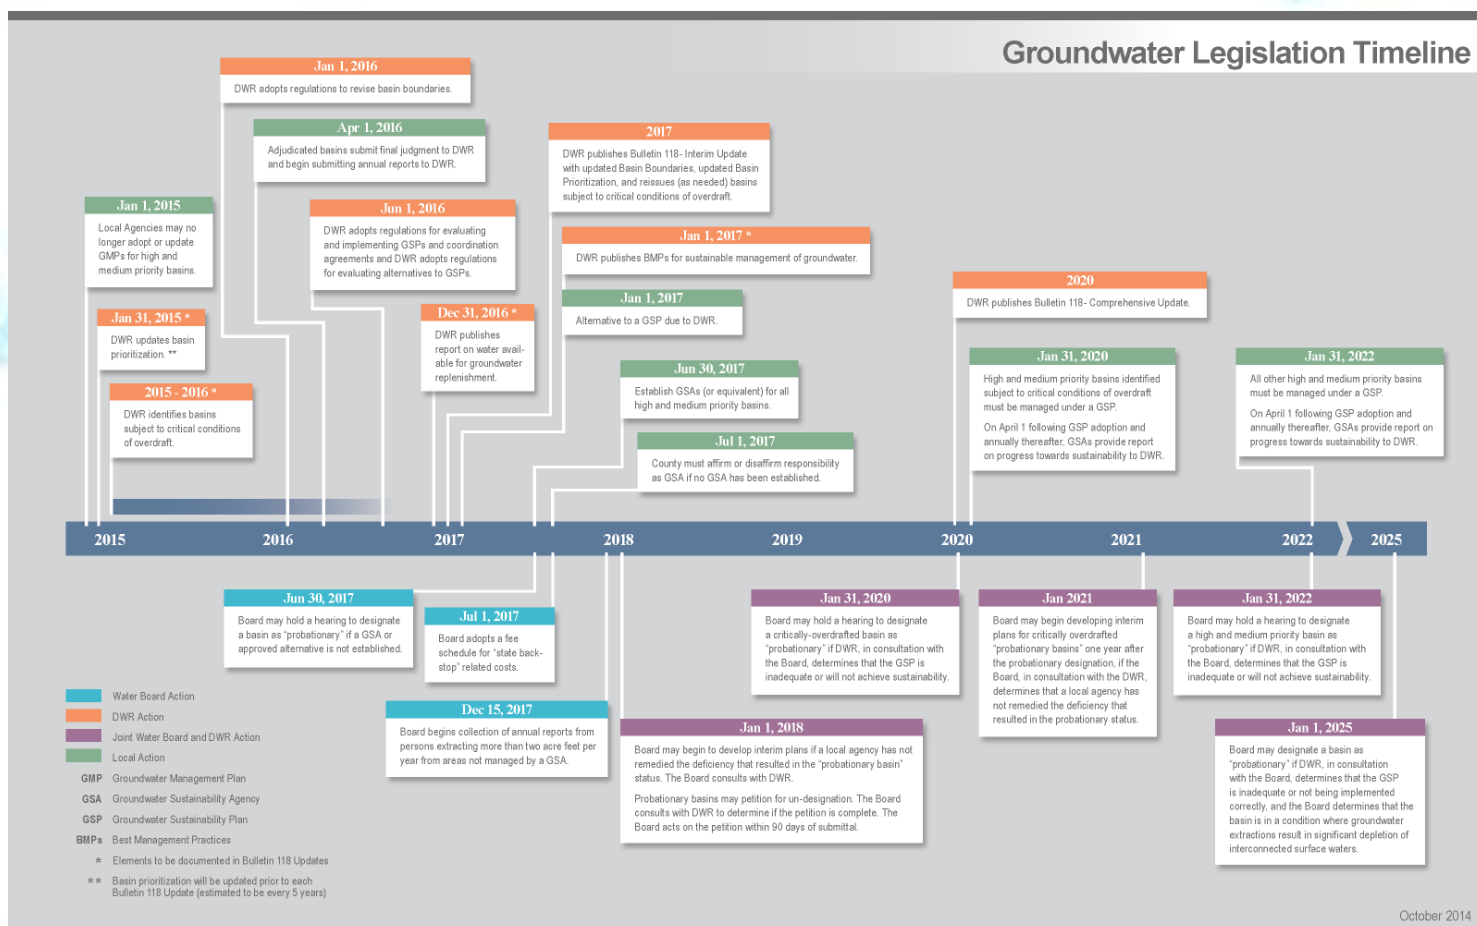 Groundwater Legislation Timeline
Jan 1, 2016
DWR adopts regulations to revise basin boundaries.
Apr 1, 2016
Adjudicated basins submit final judgment to DWR
and begin submitting annual reports to DWR.
Jan 1, 2015
Local Agencies may no
longer adopt or update
GMPs for high and
medium priority basins.
Jun 1, 2016
DWR adopts regulations for evaluating
and implementing GSPs and coordination
agreements and DWR adopts regulations
for evaluating alternatives to GSPs.
Jan 31, 2015 *
DWR updates basin
prioritization. **
2015 - 2016 *
DWR identifies basins
subject to critical conditions
of overdraft.
Dec 31, 2016 *
DWR publishes
report on water avail-
able for groundwater
replenishment.
2017
DWR publishes Bulletin 118- Interim Update
with updated Basin Boundaries, updated Basin
Prioritization, and reissues (as needed) basins
subject to critical conditions of overdraft.
Jan 1, 2017 *
DWR publishes BMPs for sustainable management of groundwater.
Jan 1, 2017
Alternative to a GSP due to DWR.
Jun 30, 2017
Establish GSAs (or equivalent) for all
high and medium priority basins.
Jul 1, 2017
County must affirm or disaffirm responsibility
as GSA if no GSA has been established.
2020
DWR publishes Bulletin 118- Comprehensive Update.
Jan 31, 2020
High and medium priority basins identified
subject to critical conditions of overdraft
must be managed under a GSP.
On April 1 following GSP adoption and
annually thereafter, GSAs provide report
on progress towards sustainability to DWR.
Jan 31, 2022
All other high and medium priority basins
must be managed under a GSP.
On April 1 following GSP adoption and
annually thereafter, GSAs provide report on
progress towards sustainability to DWR.
2015 2016 2017 2018 2019 2020 2021 2022 2025
Jun 30, 2017
Board may hold a hearing to designate
a basin as “probationary” if a GSA or
approved alternative is not established.
Jul 1, 2017
Board adopts a fee
schedule for “state back-
stop” related costs.
Dec 15, 2017
Board begins collection of annual reports from
persons extracting more than two acre feet per
year from areas not managed by a GSA.
Jan 1, 2018
Board may begin to develop interim plans if a local agency has not
remedied the deficiency that resulted in the “probationary basin”
status. The Board consults with DWR.
Probationary basins may petition for un-designation. The Board
consults with DWR to determine if the petition is complete. The
Board acts on the petition within 90 days of submittal.
Jan 31, 2020
Board may hold a hearing to designate
a critically-overdrafted basin as
“probationary” if DWR, in consultation with
the Board, determines that the GSP is
inadequate or will not achieve sustainability.
Jan 2021
Board may begin developing interim
plans for critically overdrafted
“probationary basins” one year after
the probationary designation, if the
Board, in consultation with the DWR,
determines that a local agency has
not remedied the deficiency that
resulted in the probationary status.
Jan 31, 2022
Board may hold a hearing to designate
a high and medium priority basin as
“probationary” if DWR, in consultation with
the Board, determines that the GSP is
inadequate or will not achieve sustainability.
Jan 1, 2025
Board may designate a basin as
“probationary” if DWR, in consultation
with the Board, determines that the GSP
is inadequate or not being implemented
correctly, and the Board determines that the
basin is in a condition where groundwater
extractions result in significant depletion of
interconnected surface waters.
Water Board Action
DWR Action
Joint Water Board and DWR Action
Local Action
GMP Groundwater Management Plan
GSA Groundwater Sustainability Agency
GSP Groundwater Sustainability Plan
BMPs Best Management Practices
* Elements to be documented in Bulletin 118 Updates
** Basin prioritization will be updated prior to each
Bulletin 118 Update (estimated to be every 5 years)
October 2014